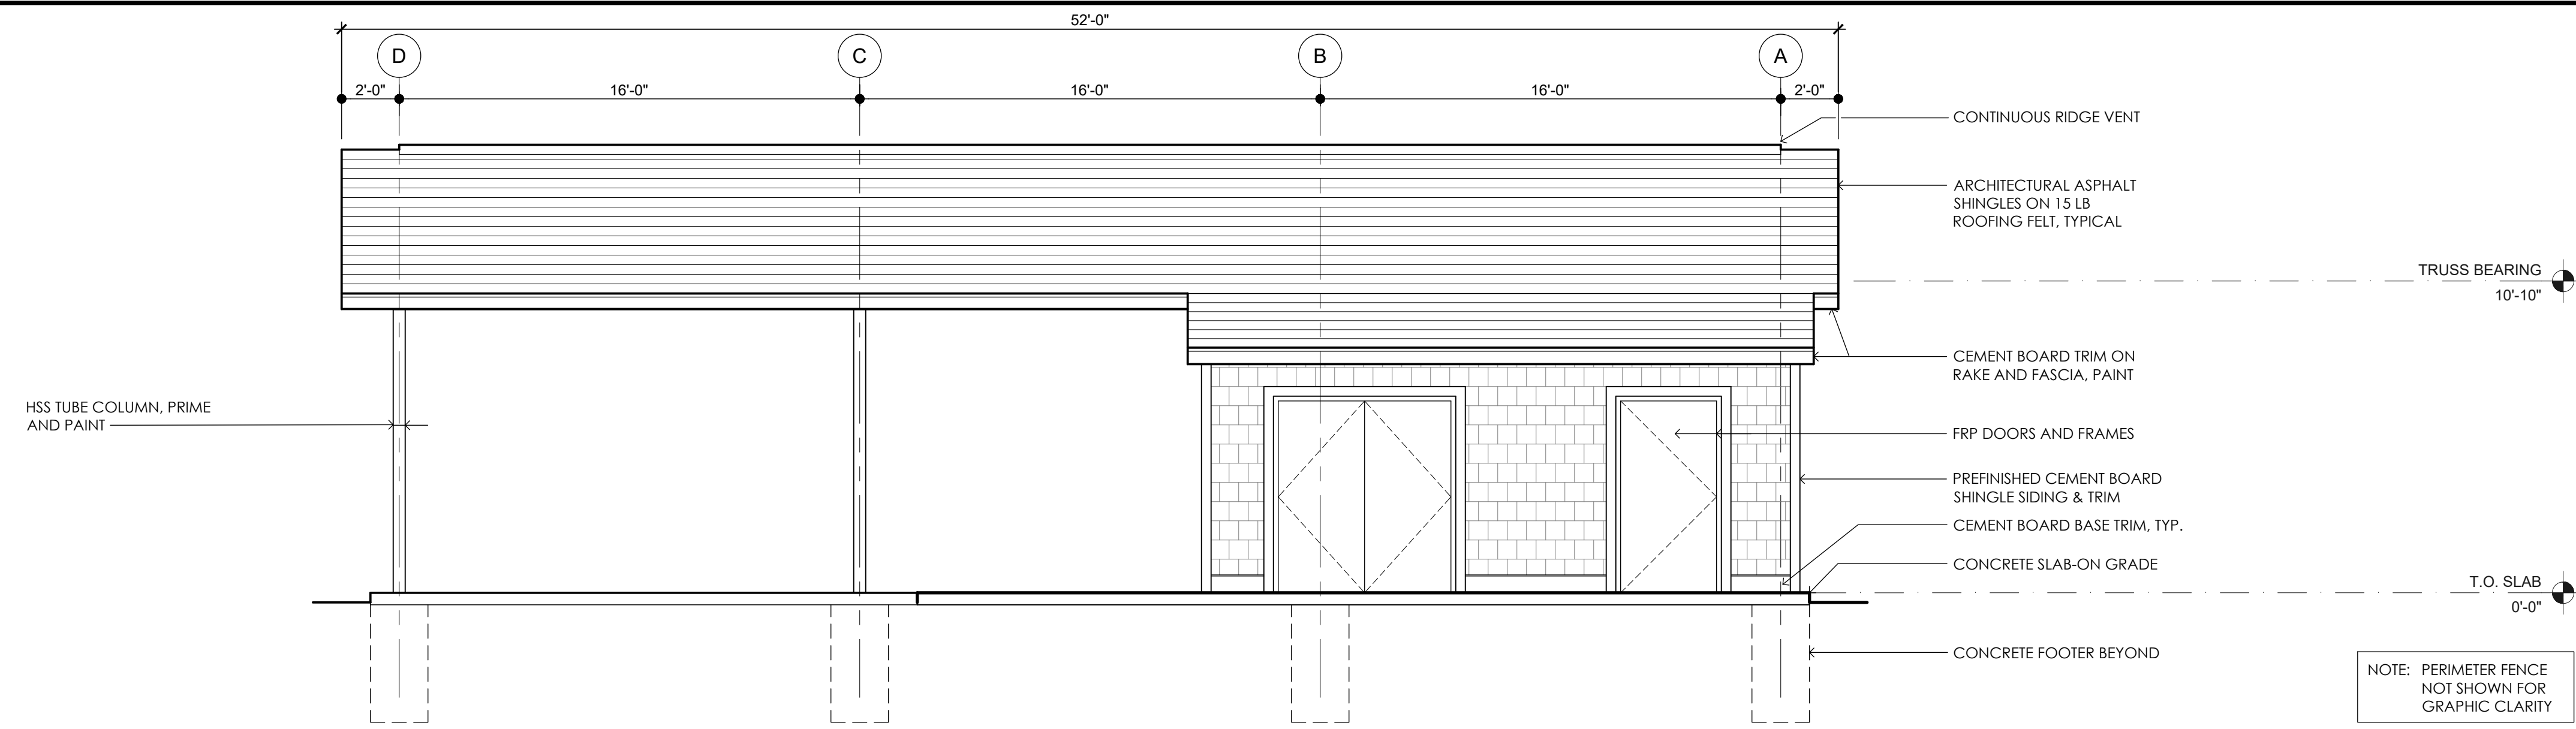 52'-0"
D
C
B
A
2'-0"
16'-0"
16'-0"
16'-0"
2'-0"
CONTINUOUS RIDGE VENT
ARCHITECTURAL ASPHALT
SHINGLES ON 15 LB
ROOFING FELT, TYPICAL
TRUSS BEARING
10'-10"
CEMENT BOARD TRIM ON
RAKE AND FASCIA, PAINT
HSS TUBE COLUMN, PRIME
AND PAINT
FRP DOORS AND FRAMES
PREFINISHED CEMENT BOARD
SHINGLE SIDING & TRIM
CEMENT BOARD BASE TRIM, TYP.
CONCRETE SLAB-ON GRADE
T.O. SLAB
0'-0"
CONCRETE FOOTER BEYOND
NOTE: PERIMETER FENCE
NOT SHOWN FOR
GRAPHIC CLARITY